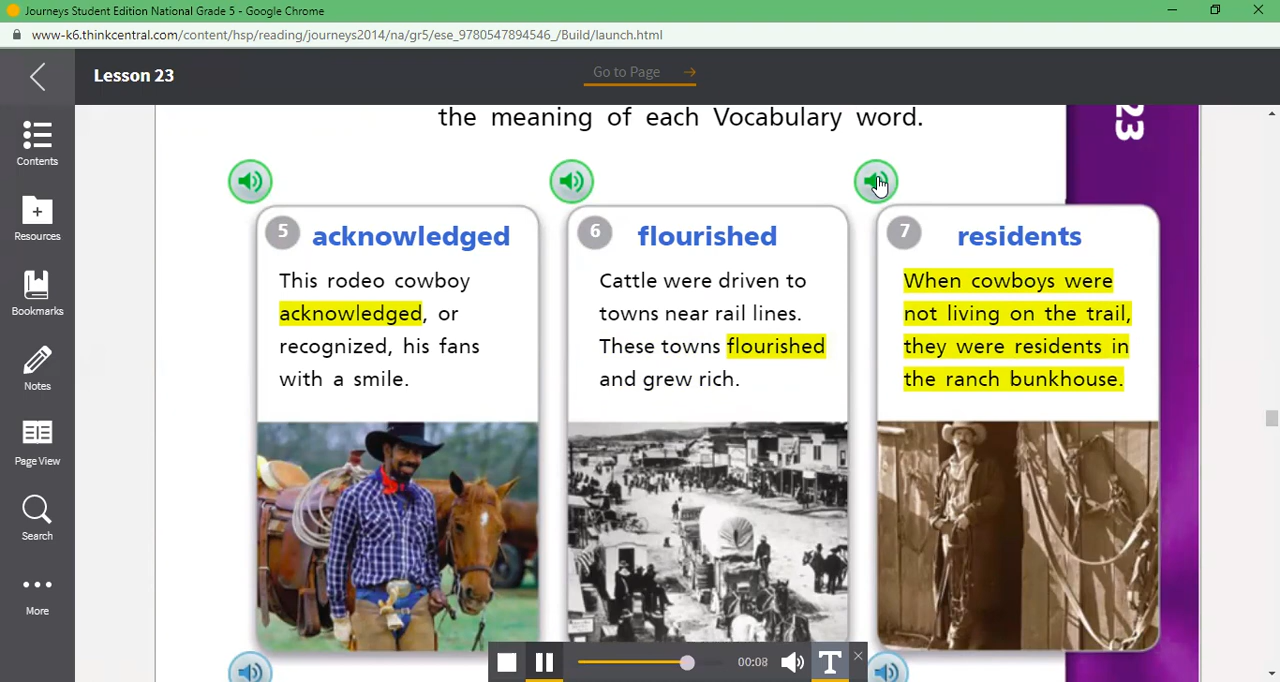 Journeys Student Edition National Grade 5 - Google Chrome
www-k6.thinkcentral.com/content/hsp/reading/journeys2014/na/gr5/ese_9780547894546_/Build/launch.html
Lesson 23
Go to Page
Contents
Resources
Bookmarks
Notes
Page View
Search
More
the meaning of each Vocabulary word.
23
5 acknowledged
This rodeo cowboy
acknowledged, or
recognized, his fans
with a smile.
6 flourished
Cattle were driven to
towns near rail lines.
These towns flourished
and grew rich.
7 residents
When cowboys were
not living on the trail,
they were residents in
the ranch bunkhouse.
00:08
T